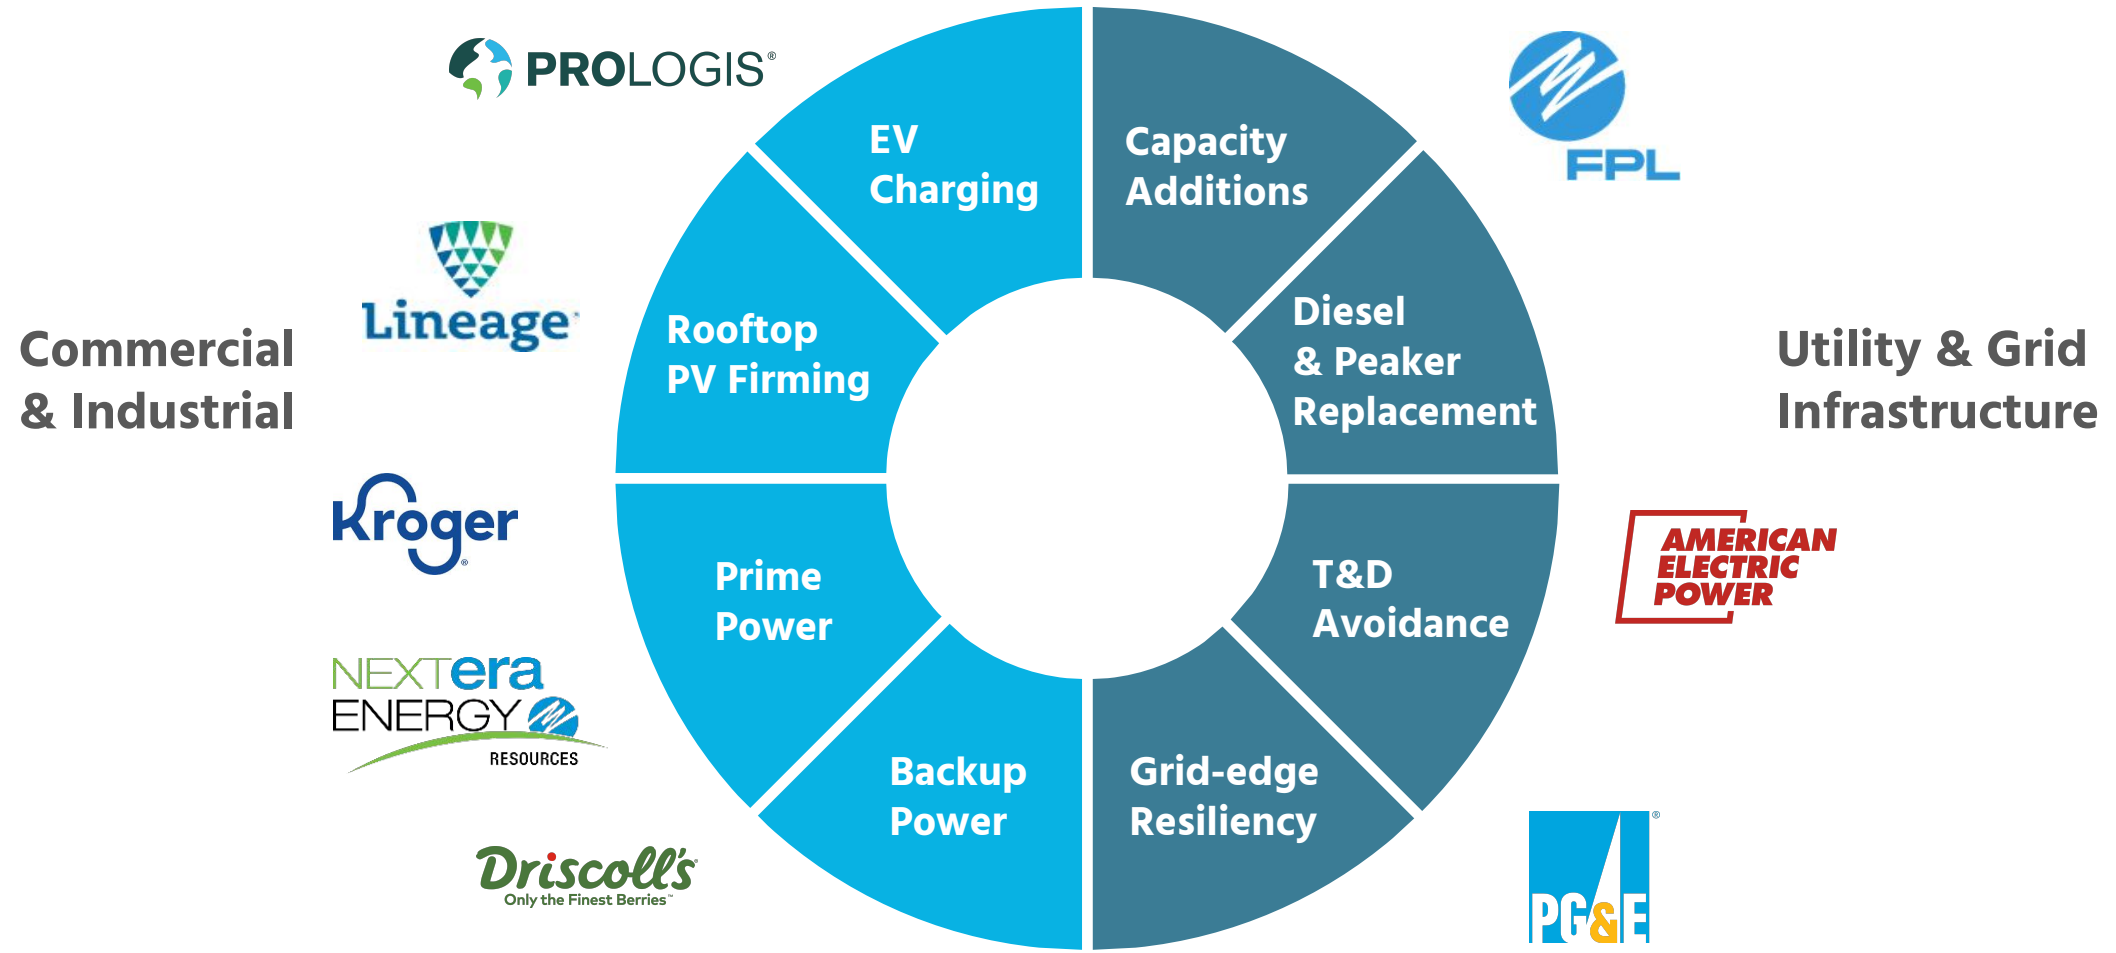 Commercial
& Industrial
PROLOGIS®
Lineage
Kroger
®
NEXTera
ENERGY
RESOURCES
Driscoll's
Only the Finest Berries™
EV
Charging
Rooftop
PV Firming
Prime
Power
Backup
Power
Capacity
Additions
Diesel
& Peaker
Replacement
T&D
Avoidance
Grid-edge
Resiliency
FPL
Utility & Grid
Infrastructure
AMERICAN
ELECTRIC
POWER
PG&E
®